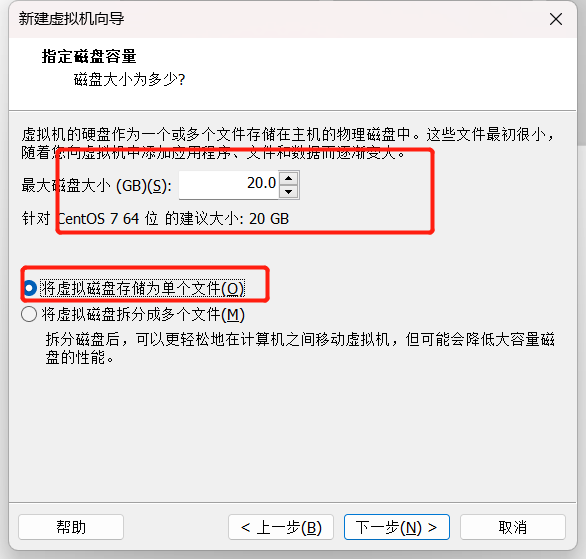 新建虚拟机向导
指定磁盘容量
磁盘大小为多少?
虚拟机的硬盘作为一个或多个文件存储在主机的物理磁盘中。这些文件最初很小，
随着您向虚拟机中添加应用程序、文件和数据而逐渐变大。
最大磁盘大小 (GB)(S): 20.0
针对 CentOS 7 64 位 的建议大小: 20 GB
将虚拟磁盘存储为单个文件(O)
将虚拟磁盘拆分成多个文件(M)
拆分磁盘后，可以更轻松地在计算机之间移动虚拟机，但可能会降低大容量磁
盘的性能。
帮助 < 上一步(B) 下一步(N) > 取消